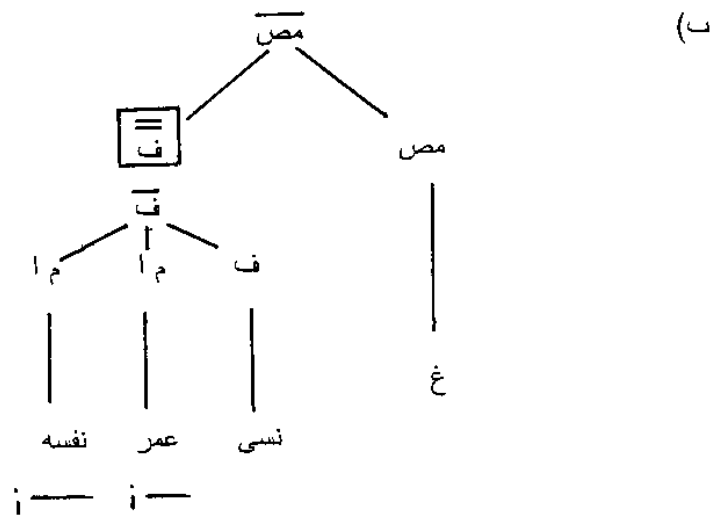 ب)
مص
ف
مص
ف
ف م ا م ا
غ
نسي عمر نفسه
i i